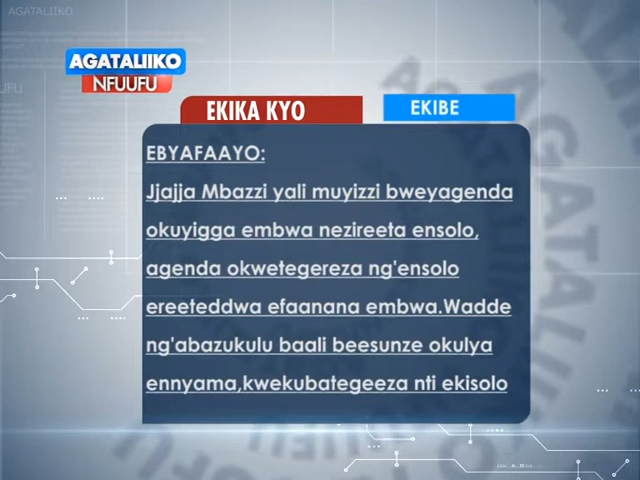 AGATALIIKO
AGATALIIKO
NFUUFU
EKIKA KYO
EKIBE
EBYAFAAYO:
Jjajja Mbazzi yali muyizzi bweyagenda
okuyigga embwa nezireeta ensolo,
agenda okwetegereza ng'ensolo
ereeteddwa efaanana embwa.Wadde
ng'abazukulu baali beesunze okulya
ennyama,kwekubategeeza nti ekisolo